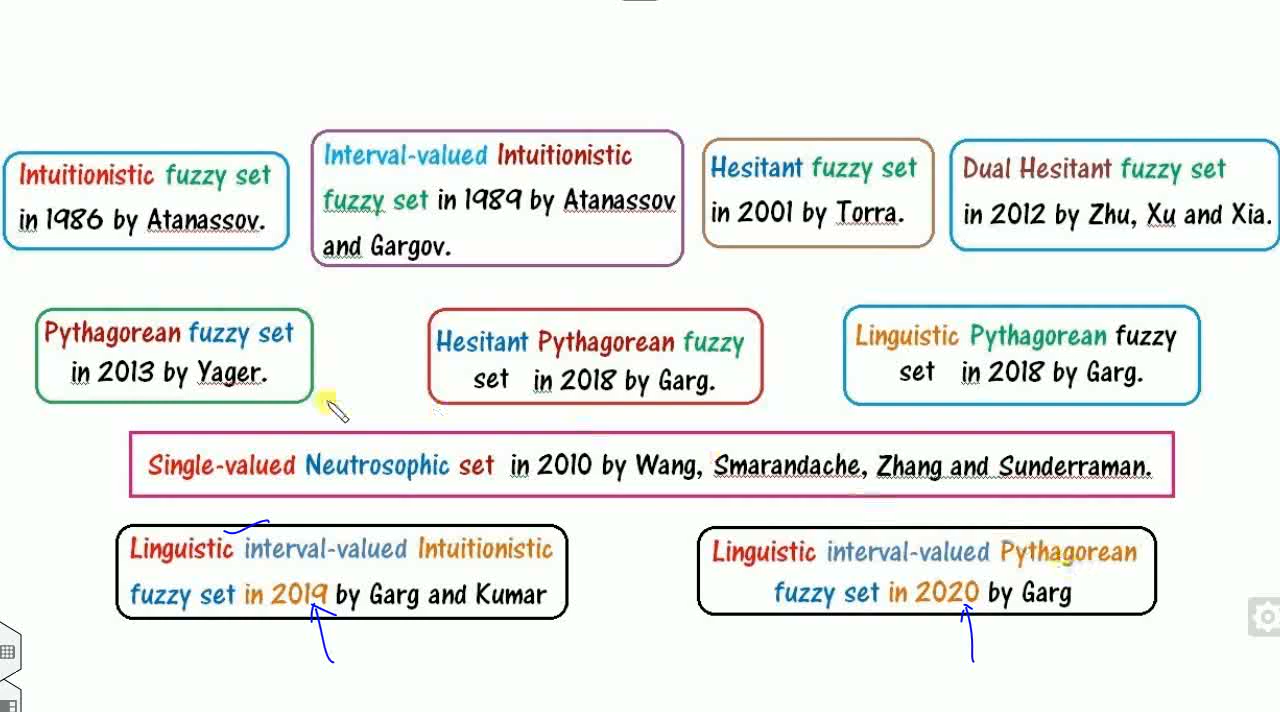 Intuitionistic fuzzy set
in 1986 by Atanassov.
Interval-valued Intuitionistic
fuzzy set in 1989 by Atanassov
and Gargov.
Hesitant fuzzy set
in 2001 by Torra.
Dual Hesitant fuzzy set
in 2012 by Zhu, Xu and Xia.
Pythagorean fuzzy set
in 2013 by Yager.
Hesitant Pythagorean fuzzy
set in 2018 by Garg.
Linguistic Pythagorean fuzzy
set in 2018 by Garg.
Single-valued Neutrosophic set in 2010 by Wang, Smarandache, Zhang and Sunderraman.
Linguistic interval-valued Intuitionistic
fuzzy set in 2019 by Garg and Kumar
Linguistic interval-valued Pythagorean
fuzzy set in 2020 by Garg